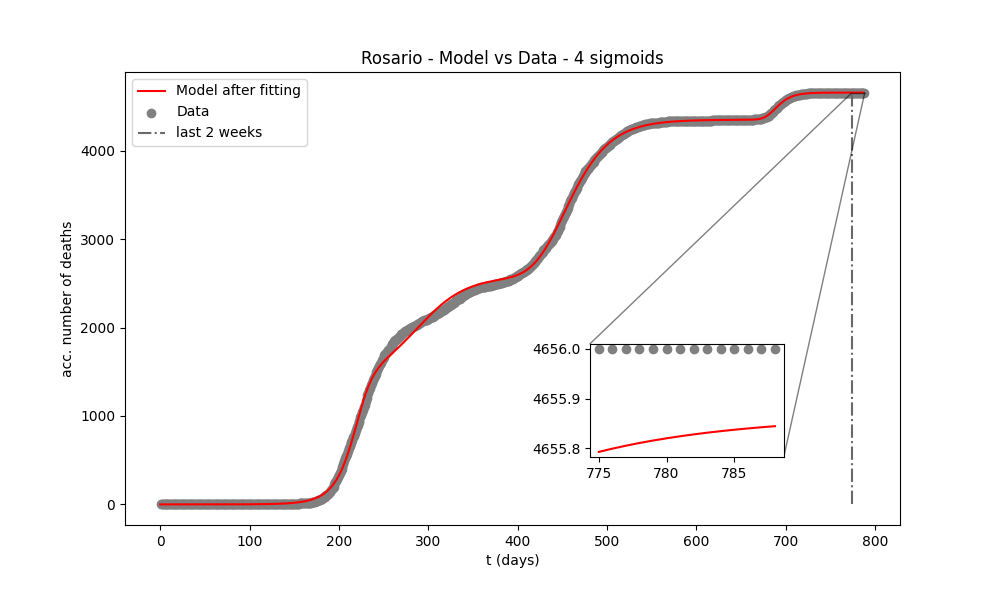 Rosario - Model vs Data - 4 sigmoids
Model after fitting
Data
last 2 weeks
acc. number of deaths
4000
3000
2000
1000
0
4656.0
4655.9
4655.8
775 780 785
0 100 200 300 400 500 600 700 800
t (days)